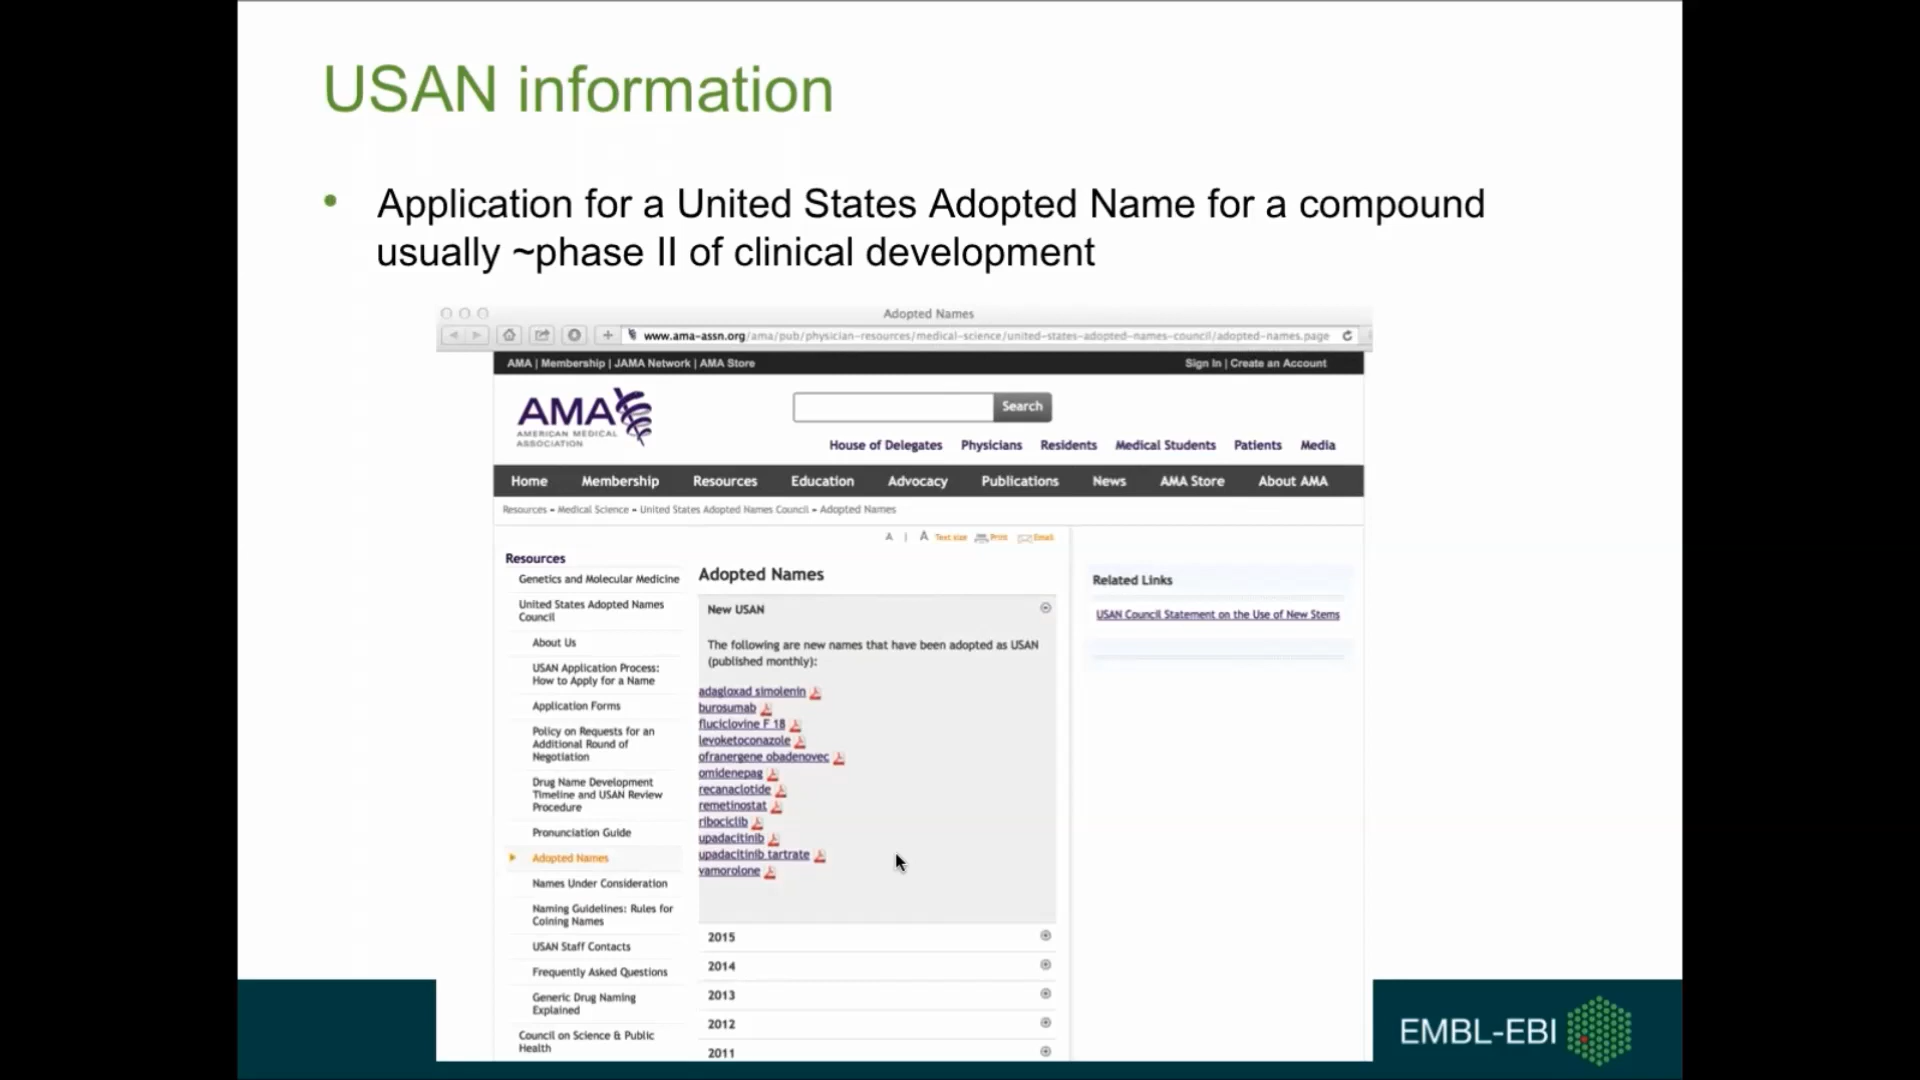 USAN information
• Application for a United States Adopted Name for a compound
usually ~phase II of clinical development
Adopted Names
www.ama-assn.org/ama/pub/physician-resources/medical-science/united-states-adopted-names-council/adopted-names.page
AMA | Membership | JAMA Network | AMA Store
Sign In | Create an Account
AMA
AMERICAN MEDICAL
ASSOCIATION
Search
House of Delegates Physicians Residents Medical Students Patients Media
Home Membership Resources Education Advocacy Publications News AMA Store About AMA
Resources - Medical Science - United States Adopted Names Council - Adopted Names
A | A Text size Print Email
Resources
Genetics and Molecular Medicine
United States Adopted Names
Council
About Us
USAN Application Process:
How to Apply for a Name
Application Forms
Policy on Requests for an
Additional Round of
Negotiation
Drug Name Development
Timeline and USAN Review
Procedure
Pronunciation Guide
Adopted Names
Names Under Consideration
Naming Guidelines: Rules for
Coining Names
USAN Staff Contacts
Frequently Asked Questions
Generic Drug Naming
Explained
Council on Science & Public
Health
Adopted Names
New USAN
The following are new names that have been adopted as USAN
(published monthly):
adagloxad simolenin
burosumab
fluciclovine F 18
levoketoconazole
ofranergene obadenovec
omidenepag
recanaclotide
remetinostat
ribociclib
upadacitinib
upadacitinib tartrate
vamorolone
2015
2014
2013
2012
2011
Related Links
USAN Council Statement on the Use of New Stems
EMBL-EBI